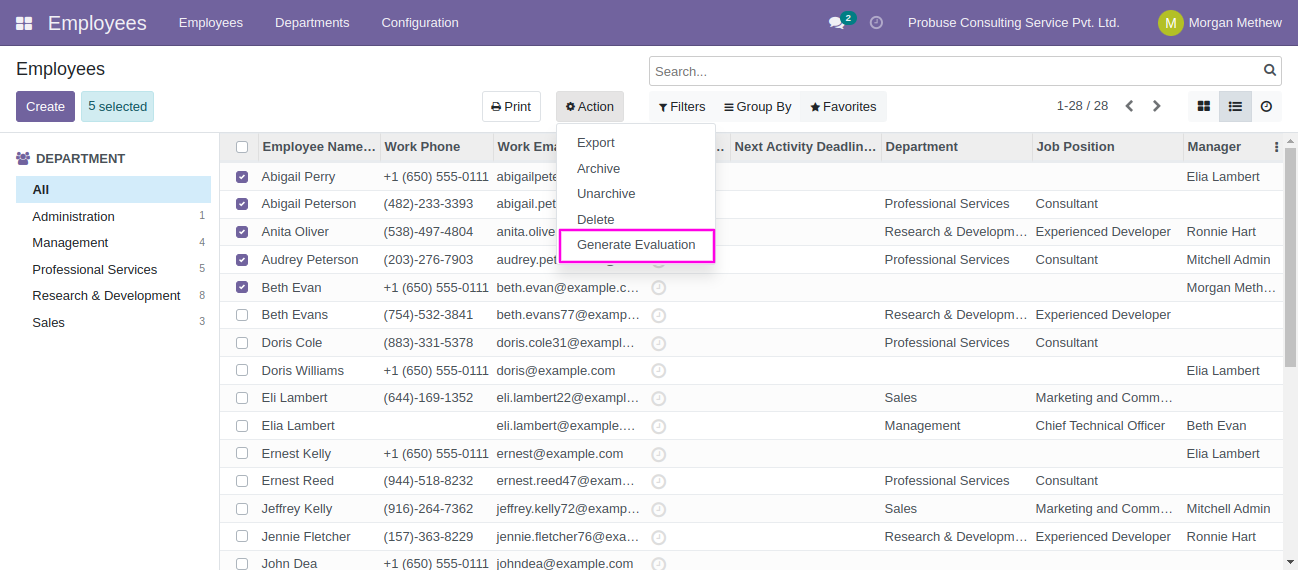 Employees Employees Departments Configuration 2 Probuse Consulting Service Pvt. Ltd. M Morgan Methew
Employees Search...
Create 5 selected Print Action Filters Group By Favorites 1-28 / 28
DEPARTMENT
All
Administration 1
Management 4
Professional Services 5
Research & Development 8
Sales 3
Export
Archive
Unarchive
Delete
Generate Evaluation
Employee Name... Work Phone Work Ema ... Next Activity Deadlin... Department Job Position Manager
Abigail Perry +1 (650) 555-0111 abigailpete Elia Lambert
Abigail Peterson (482)-233-3393 abigail.pet Professional Services Consultant
Anita Oliver (538)-497-4804 anita.olive Research & Developm... Experienced Developer Ronnie Hart
Audrey Peterson (203)-276-7903 audrey.pet Professional Services Consultant Mitchell Admin
Beth Evan +1 (650) 555-0111 beth.evan@example.c... Morgan Meth...
Beth Evans (754)-532-3841 beth.evans77@examp... Research & Developm... Experienced Developer
Doris Cole (883)-331-5378 doris.cole31@exampl... Professional Services Consultant
Doris Williams +1 (650) 555-0111 doris@example.com Elia Lambert
Eli Lambert (644)-169-1352 eli.lambert22@exampl... Sales Marketing and Comm...
Elia Lambert eli.lambert@example.... Management Chief Technical Officer Beth Evan
Ernest Kelly +1 (650) 555-0111 ernest@example.com Elia Lambert
Ernest Reed (944)-518-8232 ernest.reed47@exam... Professional Services Consultant
Jeffrey Kelly (916)-264-7362 jeffrey.kelly72@examp... Sales Marketing and Comm... Mitchell Admin
Jennie Fletcher (157)-363-8229 jennie.fletcher76@exa... Research & Developm... Experienced Developer Ronnie Hart
John Dea +1 (650) 555-0111 johndea@example.com